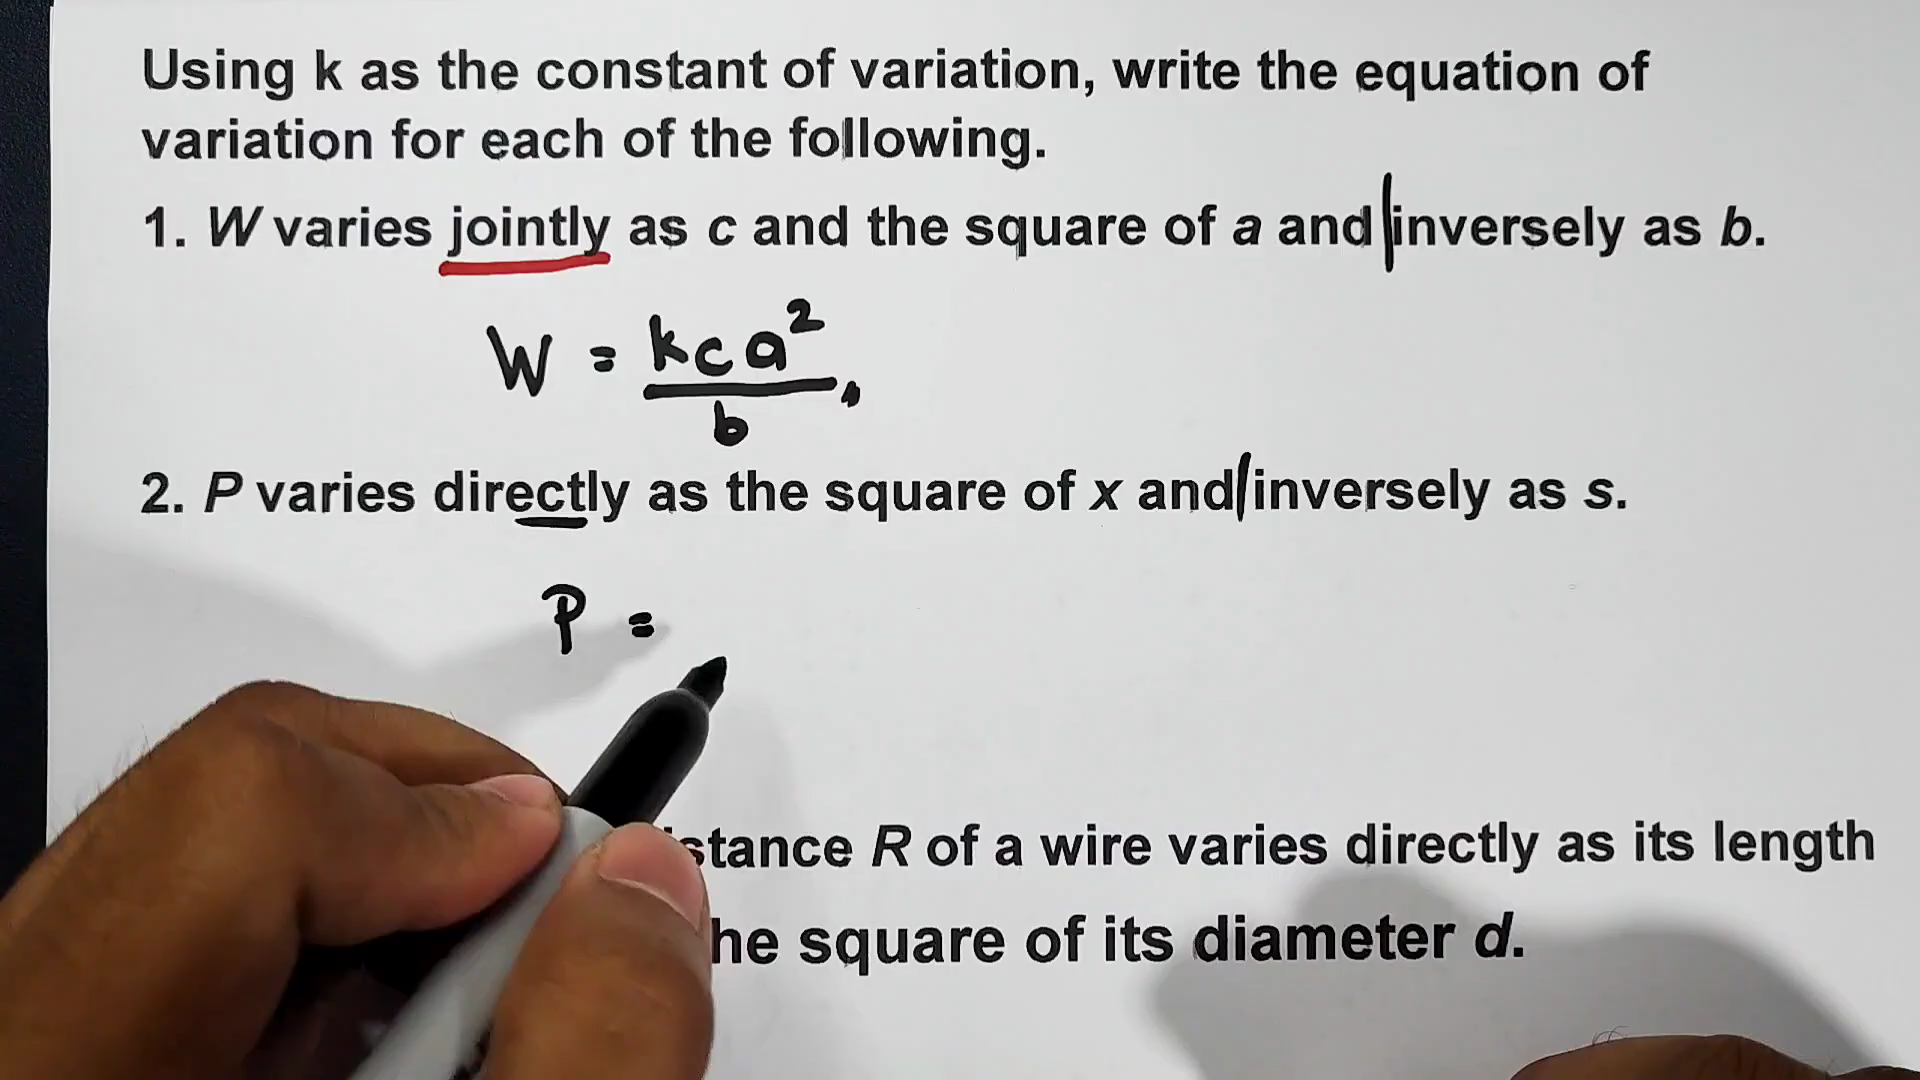 Using k as the constant of variation, write the equation of
variation for each of the following.
1. W varies jointly as c and the square of a and inversely as b.
W = kca²
b
2. P varies directly as the square of x and inversely as s.
P =
R of a wire varies directly as its length
square of its diameter d.